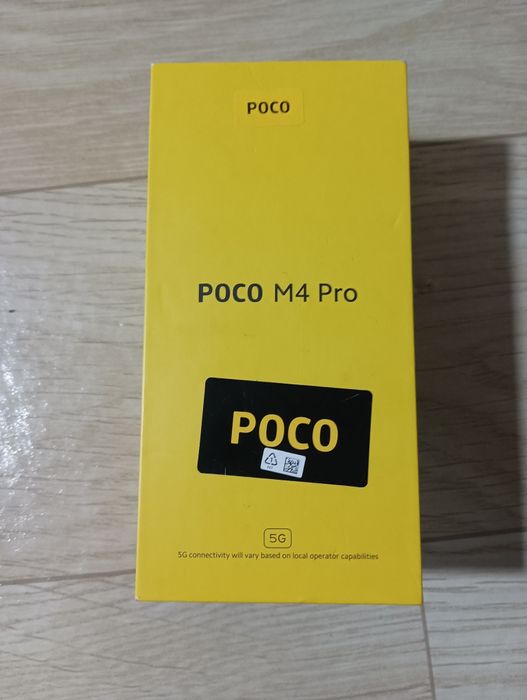 POCO
POCO M4 Pro
POCO
5G
5G connectivity will vary based on local operator capabilities